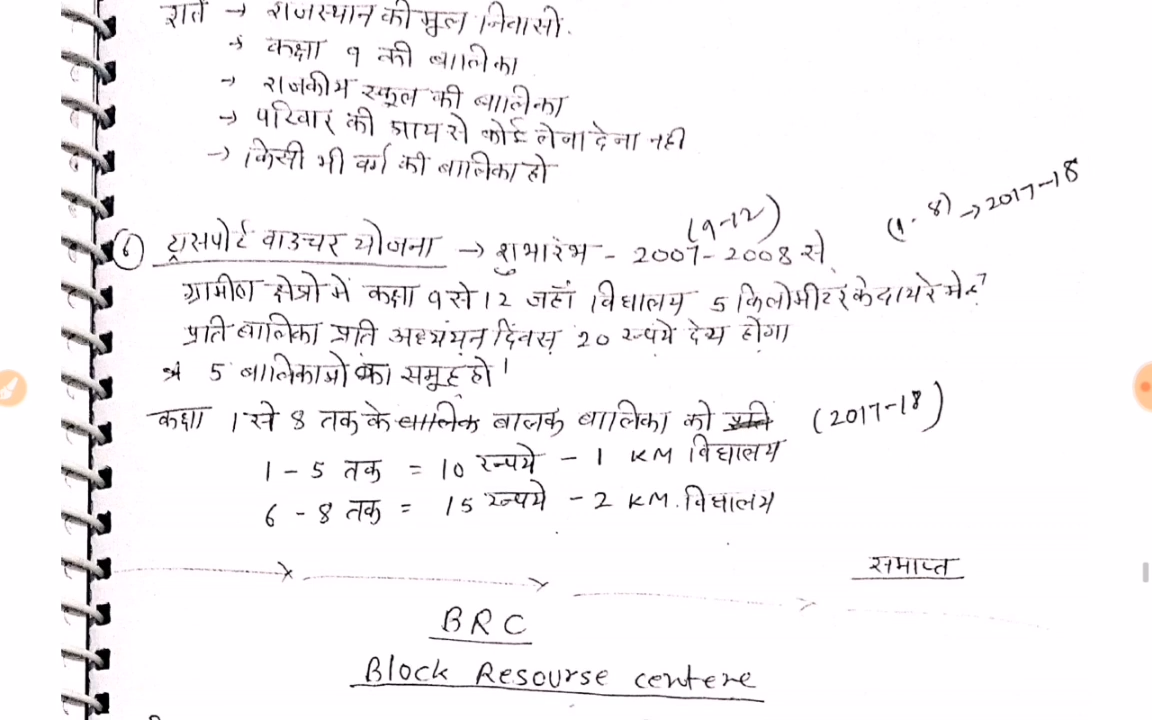 शर्त → राजस्थान की मूल निवासी.
→ कक्षा 9 की बालिका
→ राजकीय स्कूल की बालिका
→ परिवार की आय से कोई लेना देना नही
→ किसी भी वर्ग की बालिका हो
(9-12) (1-8) → 2017-18
6 ट्रासपोर्ट वाउचर योजना → शुभारंभ - 2007-2008 से
ग्रामीण क्षेत्रो में कक्षा 9 से 12 जहाँ विद्यालय 5 किलोमीटर के दायरे मे हो
प्रति बालिका प्रति अध्ययन दिवस 20 रूपये देय होगा
5 बालिकाओ का समूह हो।
कक्षा 1 से 8 तक के बालक बालिका को (2017-18)
1 - 5 तक = 10 रूपये - 1 KM विद्यालय
6 - 8 तक = 15 रूपये - 2 KM. विद्यालय
समाप्त
BRC
Block Resourse centere